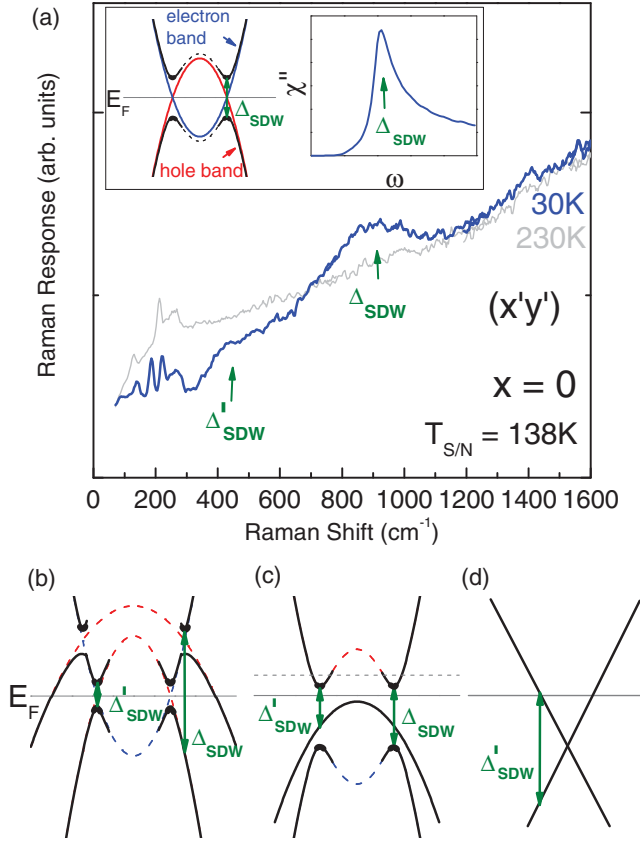 (a)
electron
band
E_F
Δ_SDW
hole band
χ''
Δ_SDW
ω
Raman Response (arb. units)
30K
230K
Δ_SDW
(x'y')
Δ'_SDW
x = 0
T_S/N = 138K
0 200 400 600 800 1000 1200 1400 1600
Raman Shift (cm⁻¹)
(b) (c) (d)
E_F
Δ'_SDW
Δ_SDW
Δ'_SDW
Δ_SDW
Δ'_SDW